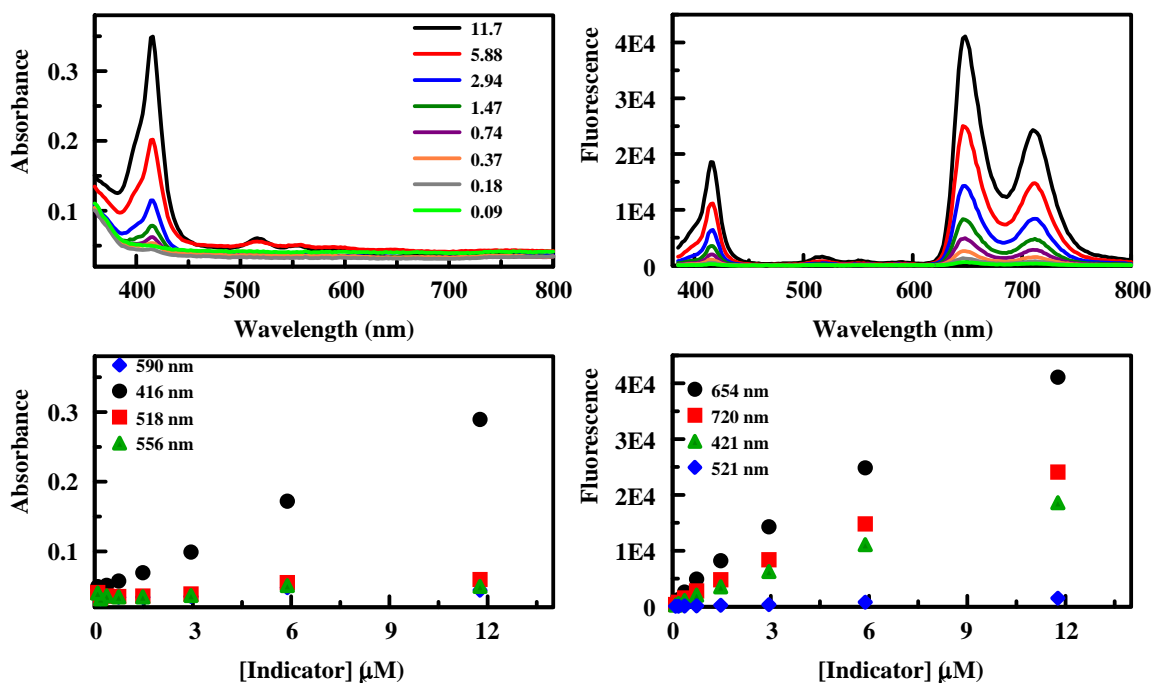 Absorbance
0.3
0.2
0.1
400 500 600 700 800
Wavelength (nm)
11.7
5.88
2.94
1.47
0.74
0.37
0.18
0.09
Fluorescence
4E4
3E4
2E4
1E4
0
400 500 600 700 800
Wavelength (nm)
Absorbance
0.3
0.2
0.1
0 3 6 9 12
[Indicator] (μM)
590 nm
416 nm
518 nm
556 nm
Fluorescence
4E4
3E4
2E4
1E4
0
0 3 6 9 12
[Indicator] (μM)
654 nm
720 nm
421 nm
521 nm